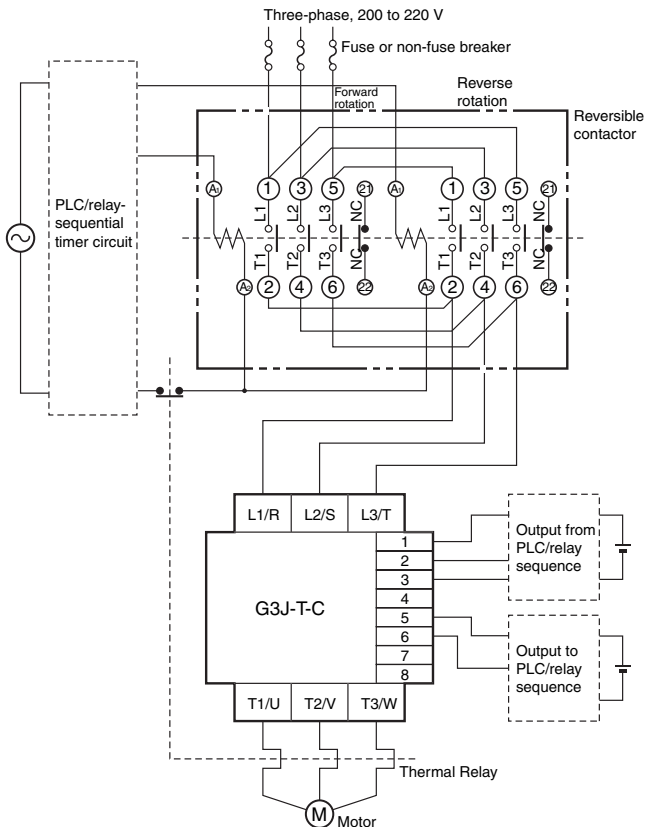 Three-phase, 200 to 220 V
Fuse or non-fuse breaker
Forward
rotation
Reverse
rotation
Reversible
contactor
PLC/relay-
sequential
timer circuit
A1 1 3 5 21 A1 1 3 5 21
L1 L2 L3 NC L1 L2 L3 NC
T1 T2 T3 NC T1 T2 T3 NC
A2 2 4 6 22 A2 2 4 6 22
L1/R L2/S L3/T
1
2
3
4
5
6
7
8
G3J-T-C
Output from
PLC/relay
sequence
Output to
PLC/relay
sequence
T1/U T2/V T3/W
Thermal Relay
M
Motor